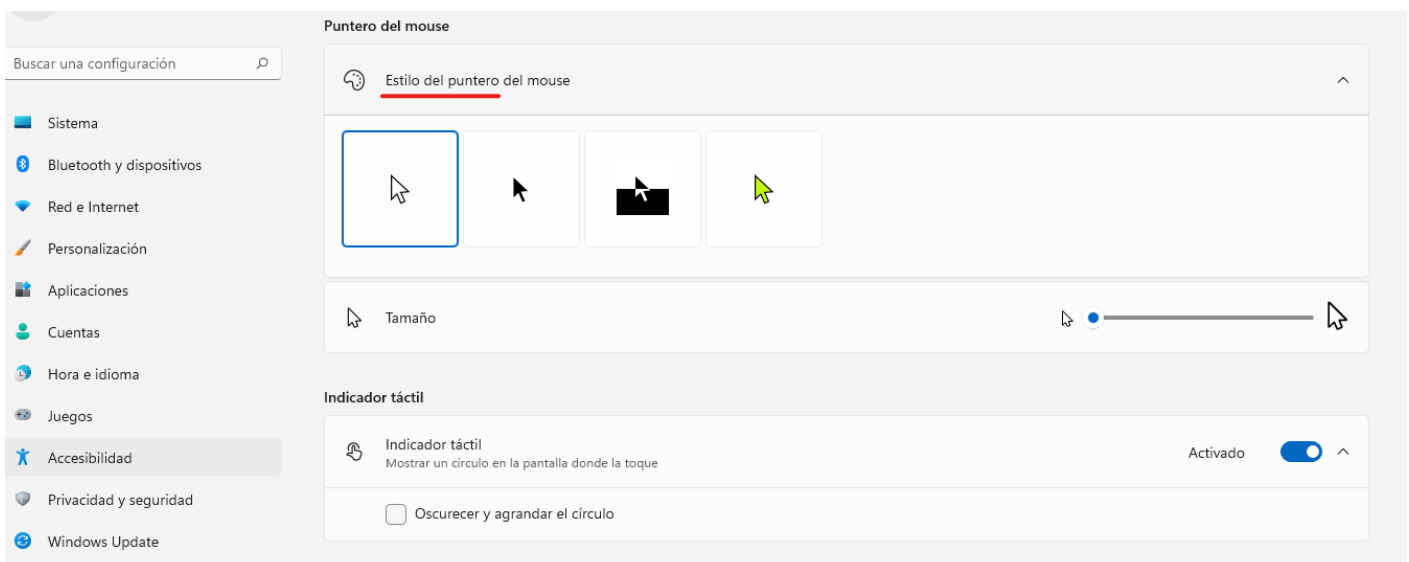 Puntero del mouse
Buscar una configuración
Estilo del puntero del mouse
Sistema
Bluetooth y dispositivos
Red e Internet
Personalización
Aplicaciones
Cuentas
Hora e idioma
Juegos
Accesibilidad
Privacidad y seguridad
Windows Update
Tamaño
Indicador táctil
Indicador táctil
Mostrar un círculo en la pantalla donde la toque
Activado
Oscurecer y agrandar el círculo